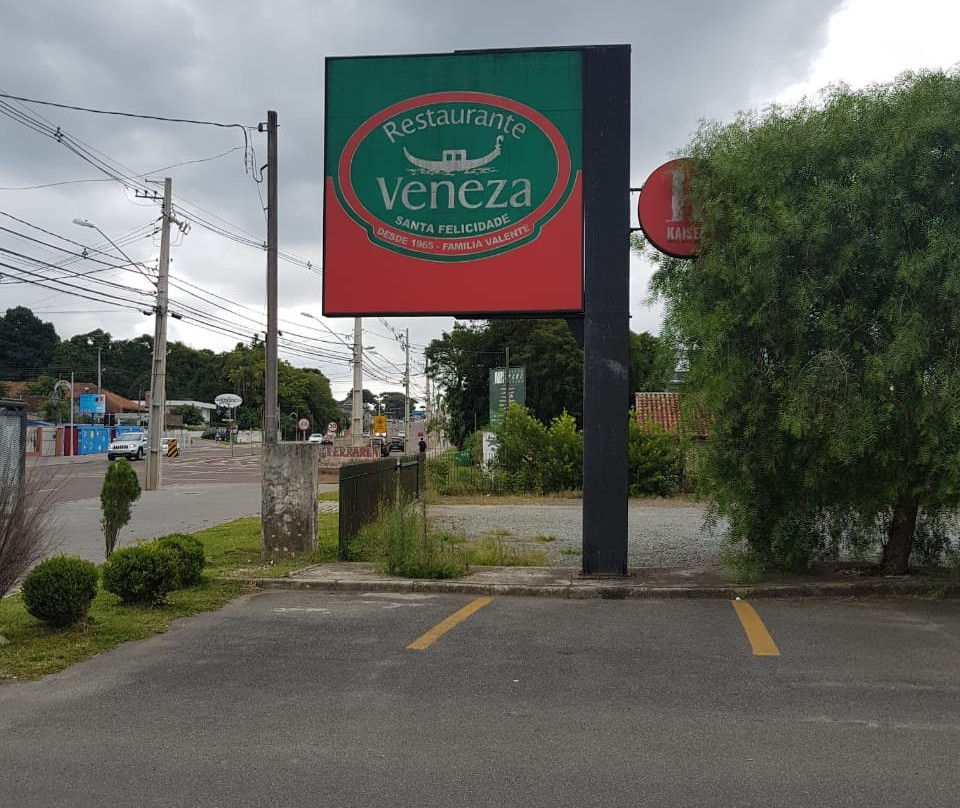 Restaurante
Veneza
SANTA FELICIDADE
DESDE 1965 - FAMILIA VALENTE